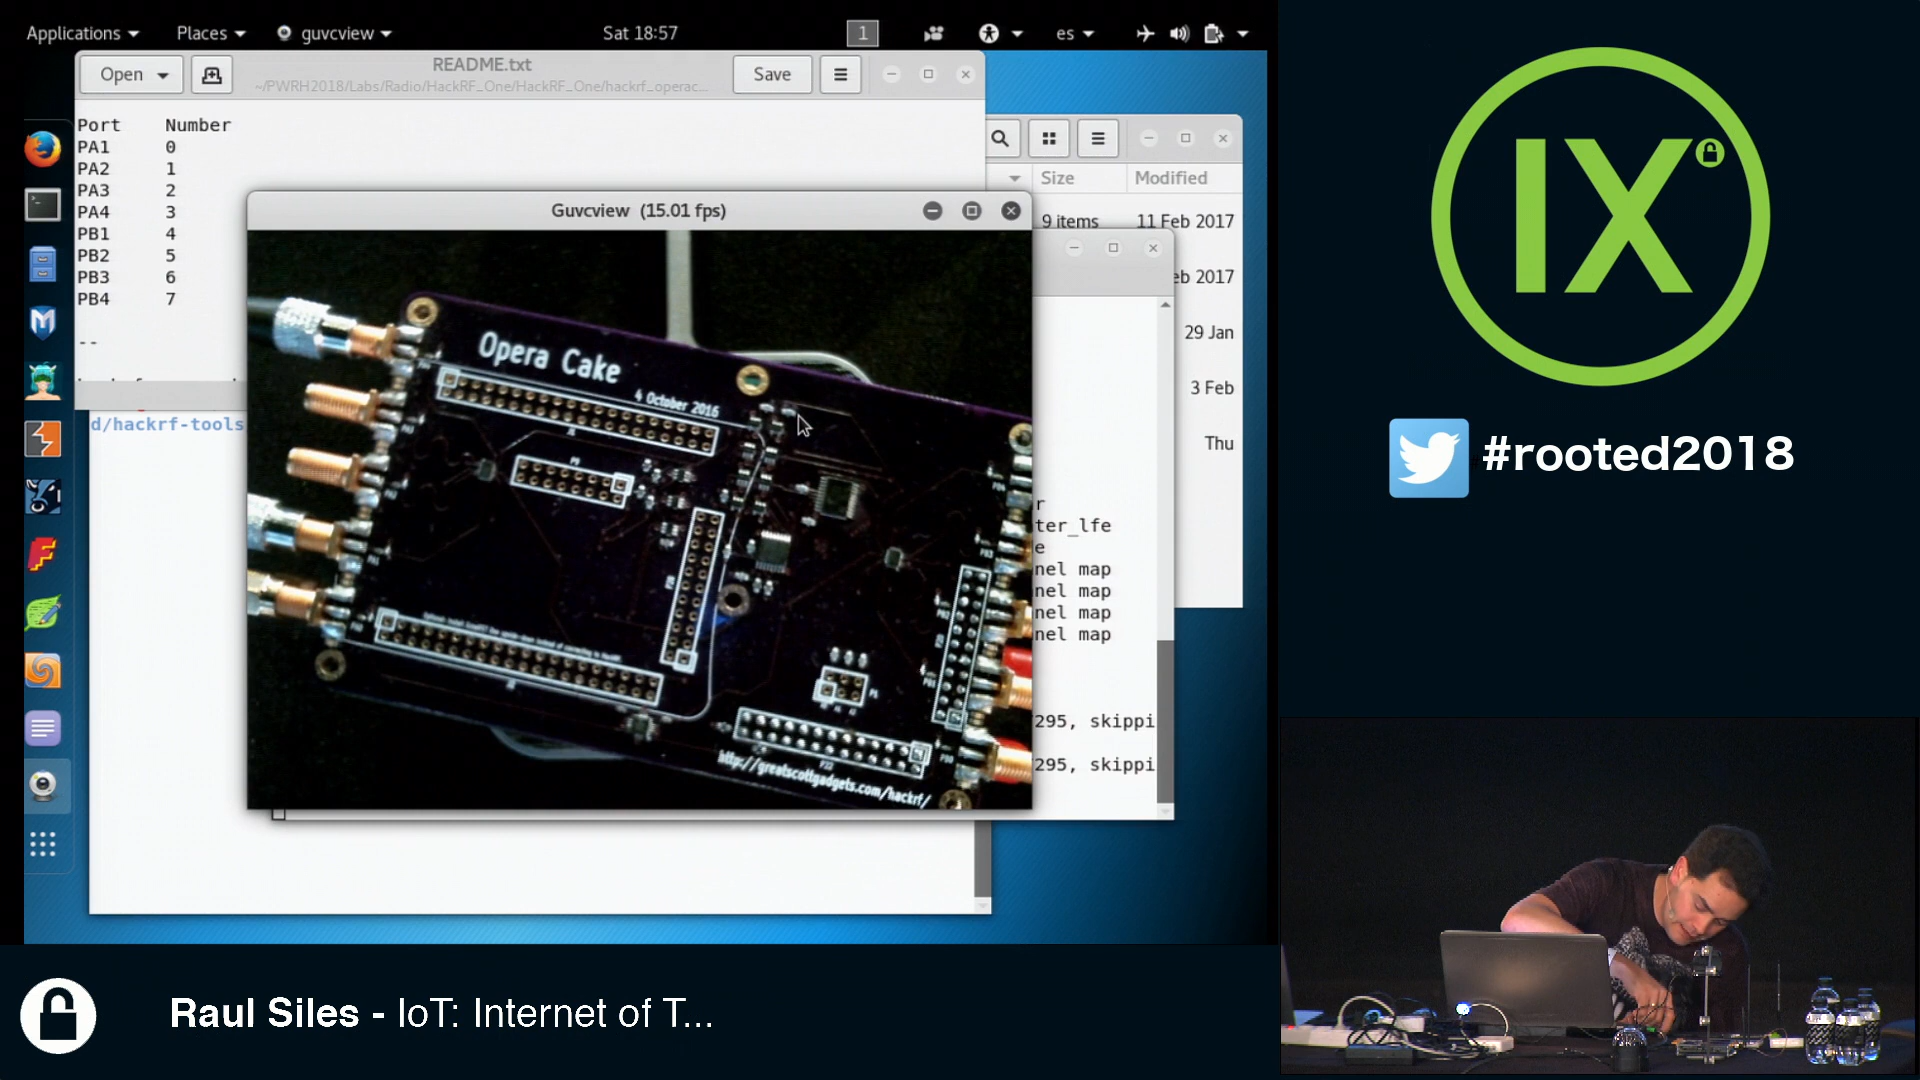 Applications
Places
guvcview
Sat 18:57
1
es
Open
README.txt
~/PWRH2018/Labs/Radio/HackRF_One/HackRF_One/hackrf_operac...
Save
Port Number
PA1 0
PA2 1
PA3 2
PA4 3
PB1 4
PB2 5
PB3 6
PB4 7
--
Size
Modified
9 items
11 Feb 2017
eb 2017
29 Jan
3 Feb
Thu
Guvcview (15.01 fps)
Opera Cake
4 October 2016
http://greatscottgadgets.com/hackrf/
d/hackrf-tools
r
ter_lfe
e
nel map
nel map
nel map
nel map
295, skippi
295, skippi
IX
#rooted2018
Raul Siles - IoT: Internet of T...